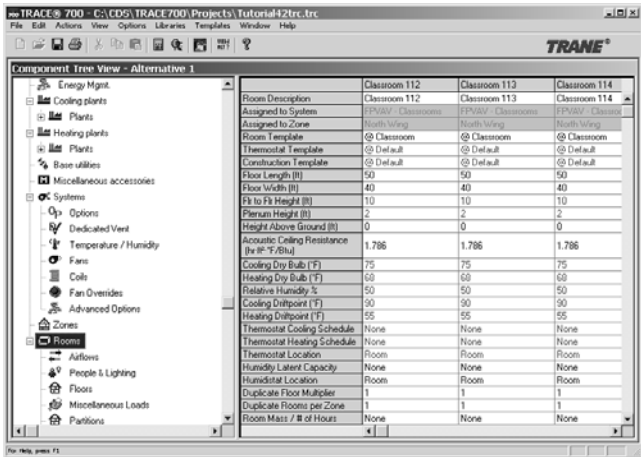 TRACE® 700 - C:\CDS\TRACE700\Projects\Tutorial42trc.trc
File Edit Actions View Options Libraries Templates Window Help
TRANE®
Component Tree View - Alternative 1
Energy Mgmt.
Cooling plants
Plants
Heating plants
Plants
Base utilities
Miscellaneous accessories
Systems
Options
Dedicated Vent
Temperature / Humidity
Fans
Coils
Fan Overrides
Advanced Options
Zones
Rooms
Airflows
People & Lighting
Floors
Miscellaneous Loads
Partitions
Classroom 112 Classroom 113 Classroom 114
Room Description Classroom 112 Classroom 113 Classroom 114
Assigned to System FPVAV - Classrooms FPVAV - Classrooms FPVAV - Classroo
Assigned to Zone North Wing North Wing North Wing
Room Template @ Classroom @ Classroom @ Classroom
Thermostat Template @ Default @ Default @ Default
Construction Template @ Default @ Default @ Default
Floor Length (ft) 50 50 50
Floor Width (ft) 40 40 40
Flr to Flr Height (ft) 10 10 10
Plenum Height (ft) 2 2 2
Height Above Ground (ft) 0 0 0
Acoustic Ceiling Resistance
(hr·ft²·°F/Btu) 1.786 1.786 1.786
Cooling Dry Bulb (°F) 75 75 75
Heating Dry Bulb (°F) 68 68 68
Relative Humidity % 50 50 50
Cooling Driftpoint (°F) 90 90 90
Heating Driftpoint (°F) 55 55 55
Thermostat Cooling Schedule None None None
Thermostat Heating Schedule None None None
Thermostat Location Room Room Room
Humidity Latent Capacity None None None
Humidistat Location Room Room Room
Duplicate Floor Multiplier 1 1 1
Duplicate Rooms per Zone 1 1 1
Room Mass / # of Hours None None None
For Help, press F1